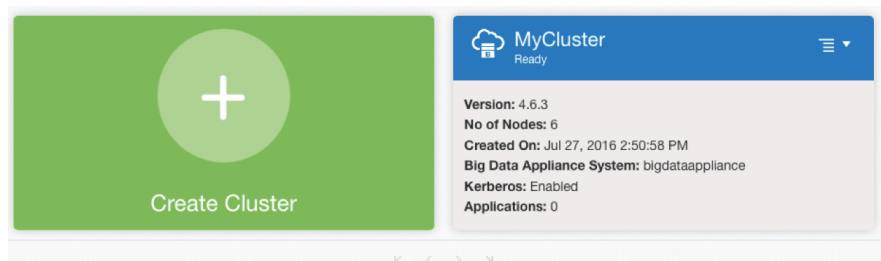 Create Cluster
MyCluster
Ready
Version: 4.6.3
No of Nodes: 6
Created On: Jul 27, 2016 2:50:58 PM
Big Data Appliance System: bigdataappliance
Kerberos: Enabled
Applications: 0